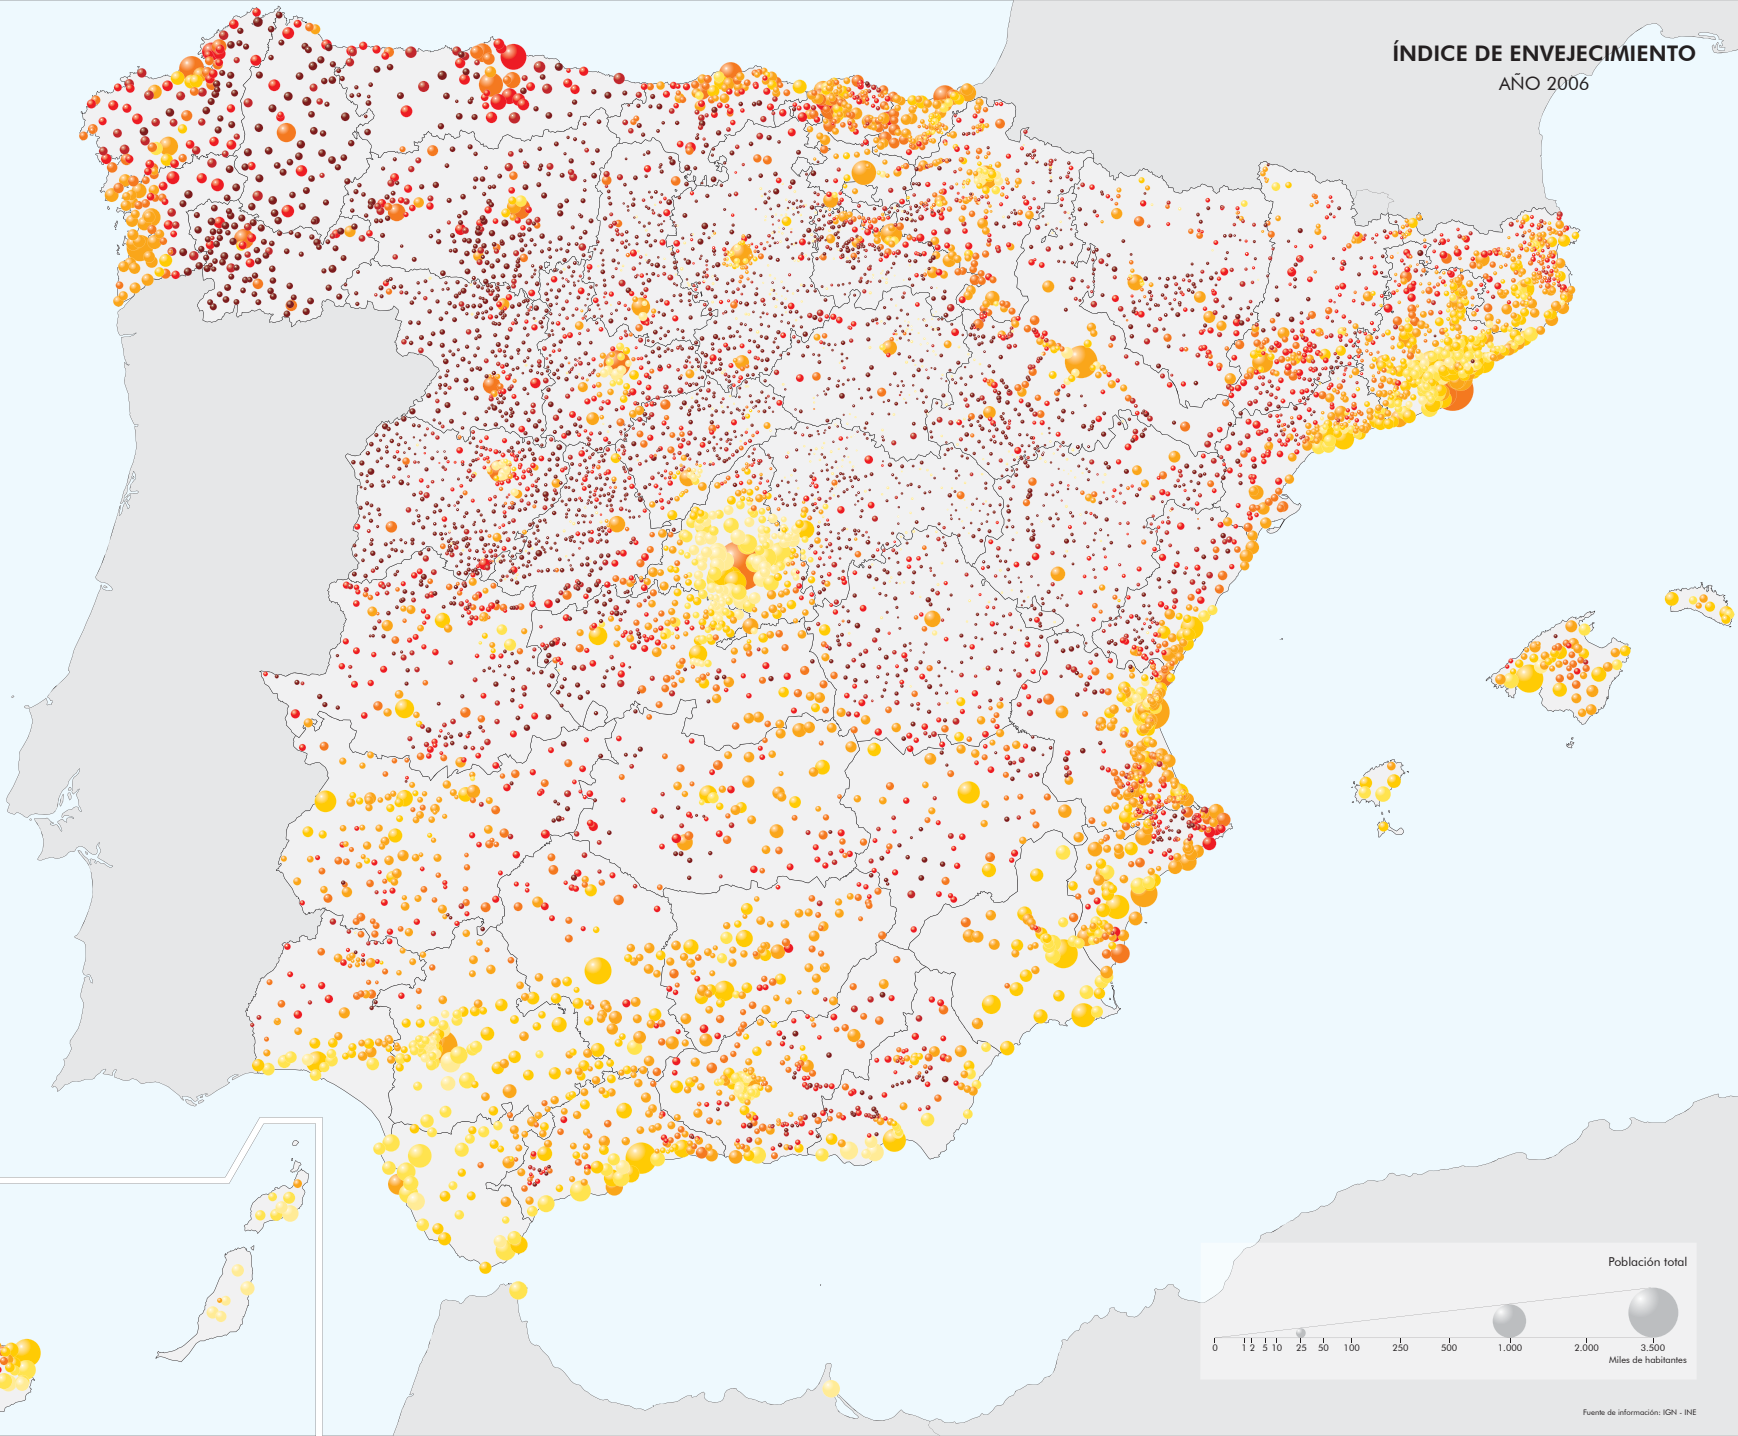 ÍNDICE DE ENVEJECIMIENTO
AÑO 2006
Población total
0 1 2 5 10 25 50 100 250 500 1.000 2.000 3.500
Miles de habitantes
Fuente de información: IGN - INE